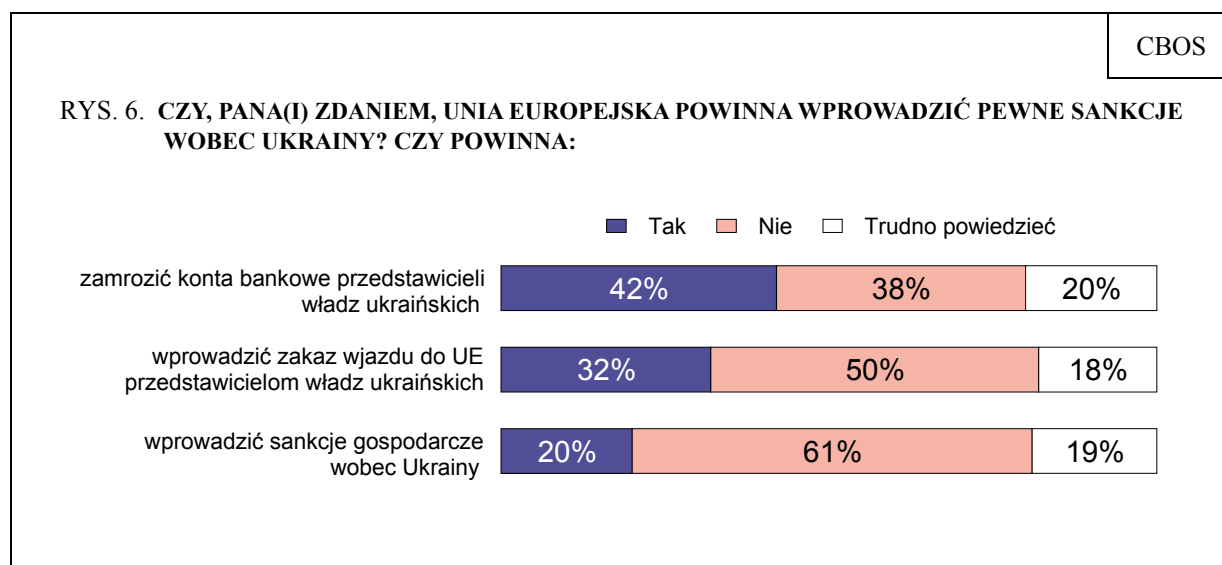 CBOS
RYS. 6. CZY, PANA(I) ZDANIEM, UNIA EUROPEJSKA POWINNA WPROWADZIĆ PEWNE SANKCJE
WOBEC UKRAINY? CZY POWINNA:
Tak Nie Trudno powiedzieć
zamrozić konta bankowe przedstawicieli
władz ukraińskich
42% 38% 20%
wprowadzić zakaz wjazdu do UE
przedstawicielom władz ukraińskich
32% 50% 18%
wprowadzić sankcje gospodarcze
wobec Ukrainy
20% 61% 19%